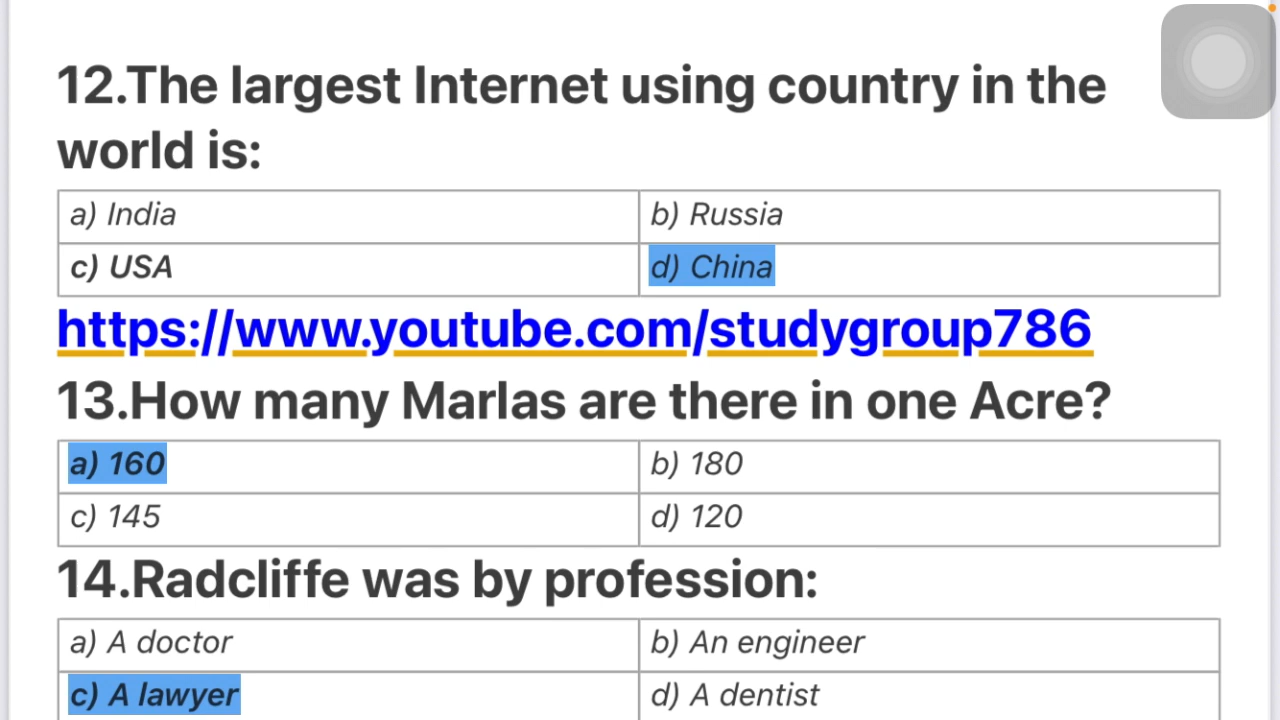 12.The largest Internet using country in the
world is:
a) India b) Russia
c) USA d) China
https://www.youtube.com/studygroup786
13.How many Marlas are there in one Acre?
a) 160 b) 180
c) 145 d) 120
14.Radcliffe was by profession:
a) A doctor b) An engineer
c) A lawyer d) A dentist